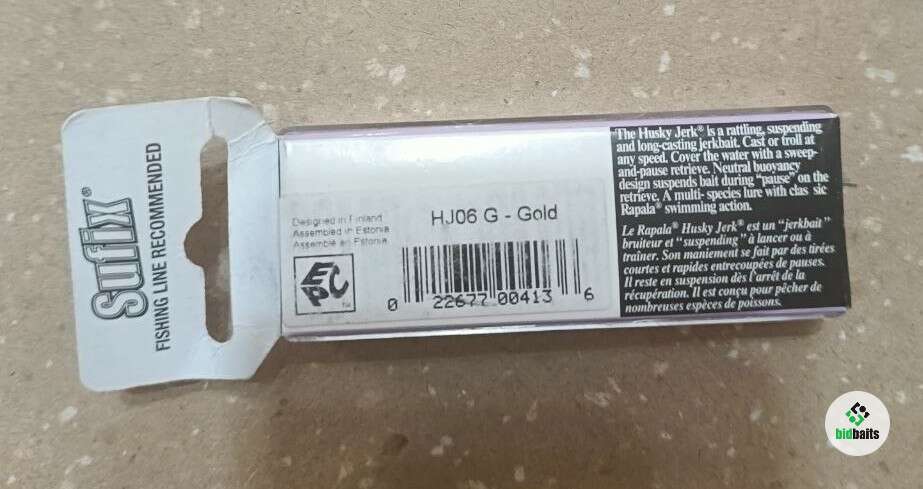 Sufix®
FISHING LINE RECOMMENDED
Designed in Finland
Assembled in Estonia
Assemblé en Estonie
HJ06 G - Gold
EPC
TM
0 22677 00413 6
The Husky Jerk® is a rattling, suspending
and long-casting jerkbait. Cast or troll at
any speed. Cover the water with a sweep-
and-pause retrieve. Neutral buoyancy
design suspends bait during "pause" on the
retrieve. A multi- species lure with clas sic
Rapala® swimming action.
Le Rapala® Husky Jerk® est un "jerkbait"
bruiteur et "suspending" à lancer ou à
traîner. Son maniement se fait par des tirées
courtes et rapides entrecoupées de pauses.
Il reste en suspension dès l'arrêt de la
récupération. Il est conçu pour pêcher de
nombreuses espèces de poissons.
bidbaits